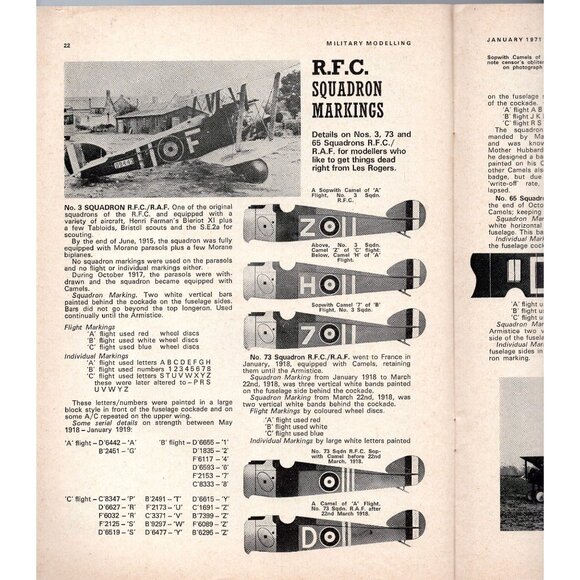 22
MILITARY MODELLING
R.F.C.
SQUADRON
MARKINGS
Details on Nos. 3, 73 and
65 Squadrons R.F.C./
R.A.F. for modellers who
like to get things dead
right from Les Rogers.
No. 3 SQUADRON R.F.C./R.A.F. One of the original
squadrons of the R.F.C. and equipped with a
variety of aircraft, Henri Farman's Bleriot XI plus
a few Tabloids, Bristol scouts and the S.E.2a for
scouting.
By the end of June, 1915, the squadron was fully
equipped with Morane parasols plus a few Morane
biplanes.
No squadron markings were used on the parasols
and no flight or individual markings either.
During October 1917, the parasols were with-
drawn and the squadron became equipped with
Camels.
Squadron Marking. Two white vertical bars
painted behind the cockade on the fuselage sides.
Bars did not go beyond the top longeron. Used
continually until the Armistice.
Flight Markings
'A' flight used red wheel discs
'B' flight used white wheel discs
'C' flight used blue wheel discs
Individual Markings
'A' flight used letters A B C D E F G H
'B' flight used numbers 1 2 3 4 5 6 7 8
'C' flight used letters S T U V W X Y Z
these were later altered to – P R S
U V W Y Z
These letters/numbers were painted in a large
block style in front of the fuselage cockade and on
some A/C repeated on the upper wing.
Some serial details on strength between May
1918 – January 1919:
'A' flight – D'6442 – 'A' 'B' flight – D'6655 – '1'
B'2451 – 'G' D'1835 – '2'
F'6117 – '4'
D'6593 – '6'
F'2153 – '7'
C'8333 – '8'
'C' flight – C'8347 – 'P' B'2491 – 'T' D'6615 – 'Y'
D'6627 – 'R' F'2173 – 'U' C'1691 – 'Z'
F'6032 – 'R' C'3371 – 'V' B'7399 – 'Z'
F'2125 – 'S' B'9297 – 'W' F'6089 – 'Z'
D'6519 – 'S' D'6477 – 'Y' B'6295 – 'Z'
A Sopwith Camel of 'A'
Flight, No. 3 Sqdn.
R.F.C.
Z
Above, No. 3 Sqdn.
Camel 'Z' of 'C' flight:
Below, Camel 'H' of 'A'
Flight.
H
Sopwith Camel '7' of 'B'
Flight, No. 3 Sqdn.
7
No. 73 Squadron R.F.C./R.A.F. went to France in
January, 1918, equipped with Camels, retaining
them until the Armistice.
Squadron Marking from January 1918 to March
22nd, 1918, was three vertical white bands painted
on the fuselage side behind the cockade.
Squadron Marking from March 22nd, 1918, was
two vertical white bands behind the cockade.
Flight Markings by coloured wheel discs.
'A' flight used red
'B' flight used white
'C' flight used blue
Individual Markings by large white letters painted
No. 73 Sqdn R.F.C. Sop-
with Camel before 22nd
March, 1918.
A Camel of 'A' Flight,
No. 73 Sqdn. R.A.F. after
22nd March 1918.
D
JANUARY 1971
Sopwith Camels of
note censor's obliter
on photograph
on the fuselage s
of the cockade.
'A' flight A B
'B' flight J K
'C' flight R S
The squadron
manded by Ma
and was know
Mother Hubbard
he designed a ba
painted on his C
other Camels also
badge, but due
write-off rate,
lapsed.
No. 65 Squadr
the end of Octob
Camels; keeping
Squadron Mar
white horizontal
fuselage. This ba
Individual Mark
the fuselage cock
'A' flight us
'B' flight us
'C' flight us
Squadron Mar
Armistice two v
side of the fusela
Individual Mar
fuselage sides in
ron marking.